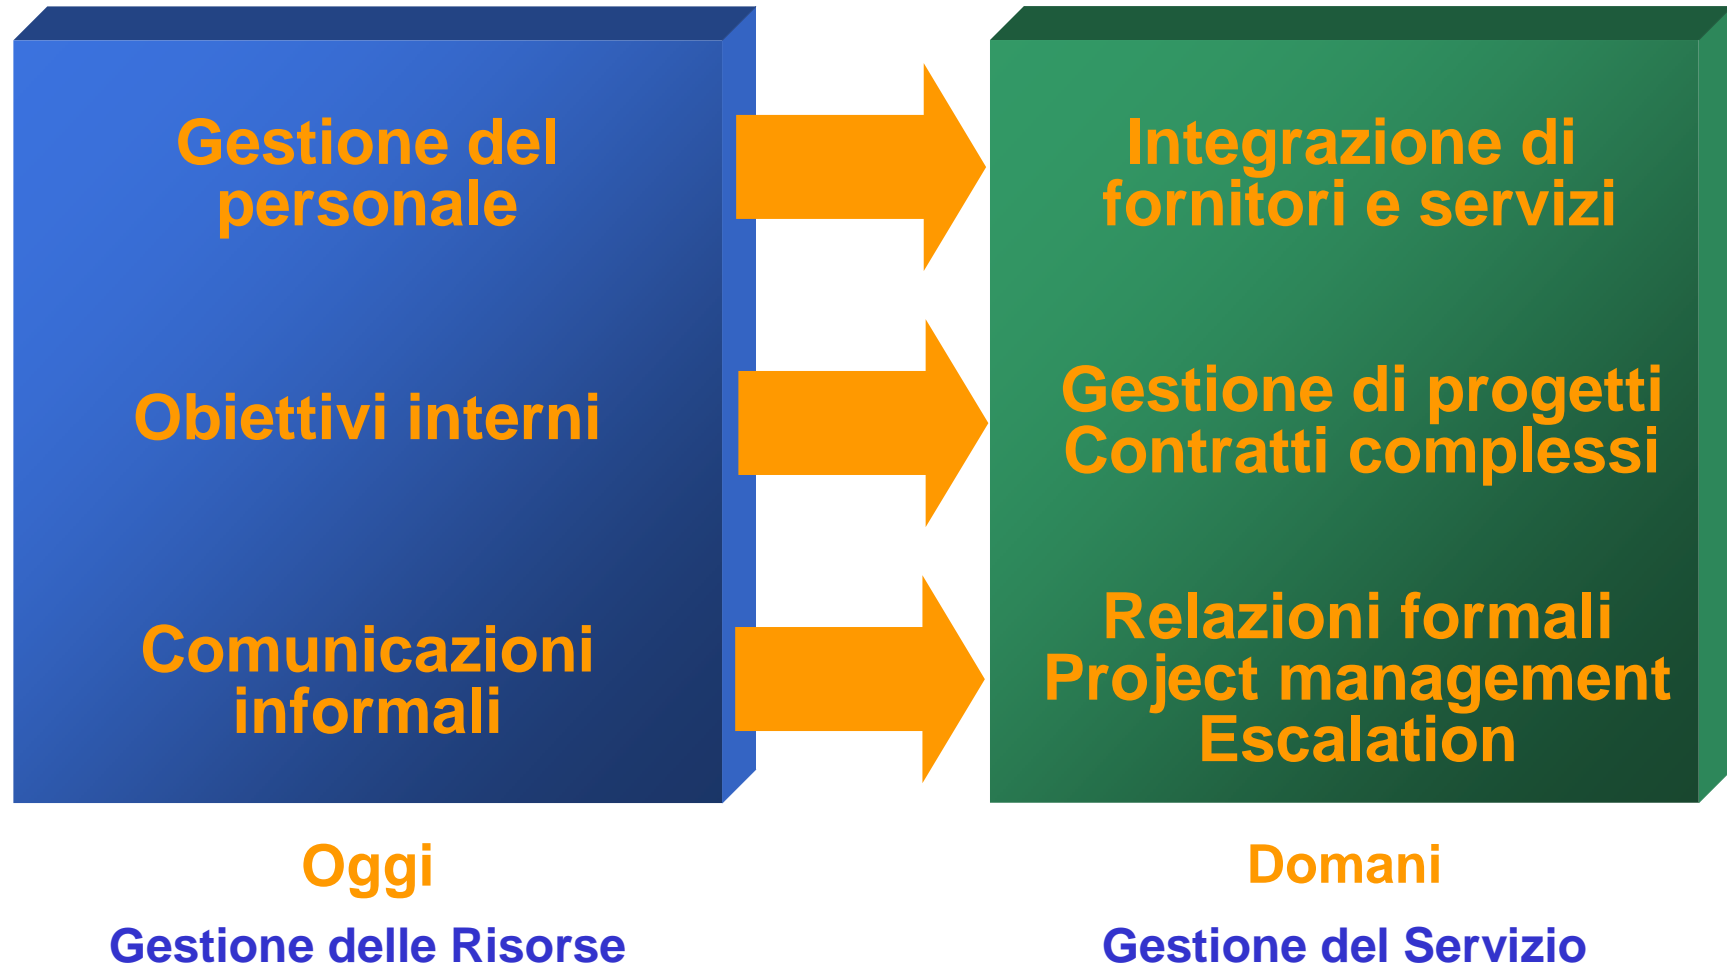 Gestione del
personale
Obiettivi interni
Comunicazioni
informali
Integrazione di
fornitori e servizi
Gestione di progetti
Contratti complessi
Relazioni formali
Project management
Escalation
Oggi
Gestione delle Risorse
Domani
Gestione del Servizio